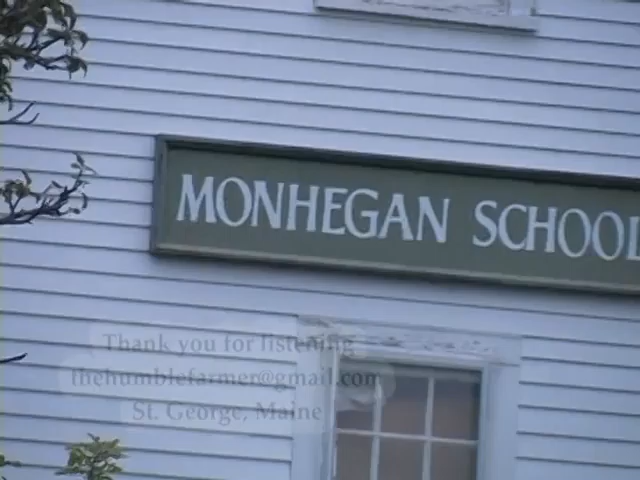 MONHEGAN SCHOOL
Thank you for listening
thehumblefarmer@gmail.com
St. George, Maine